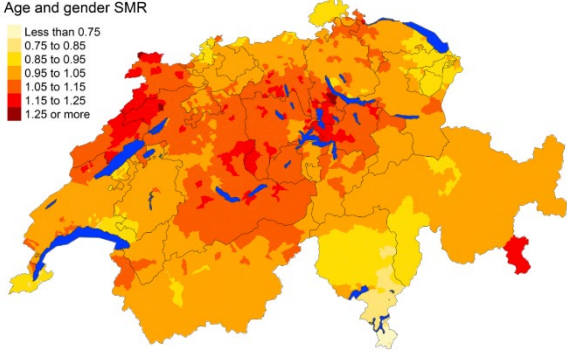 Age and gender SMR
Less than 0.75
0.75 to 0.85
0.85 to 0.95
0.95 to 1.05
1.05 to 1.15
1.15 to 1.25
1.25 or more